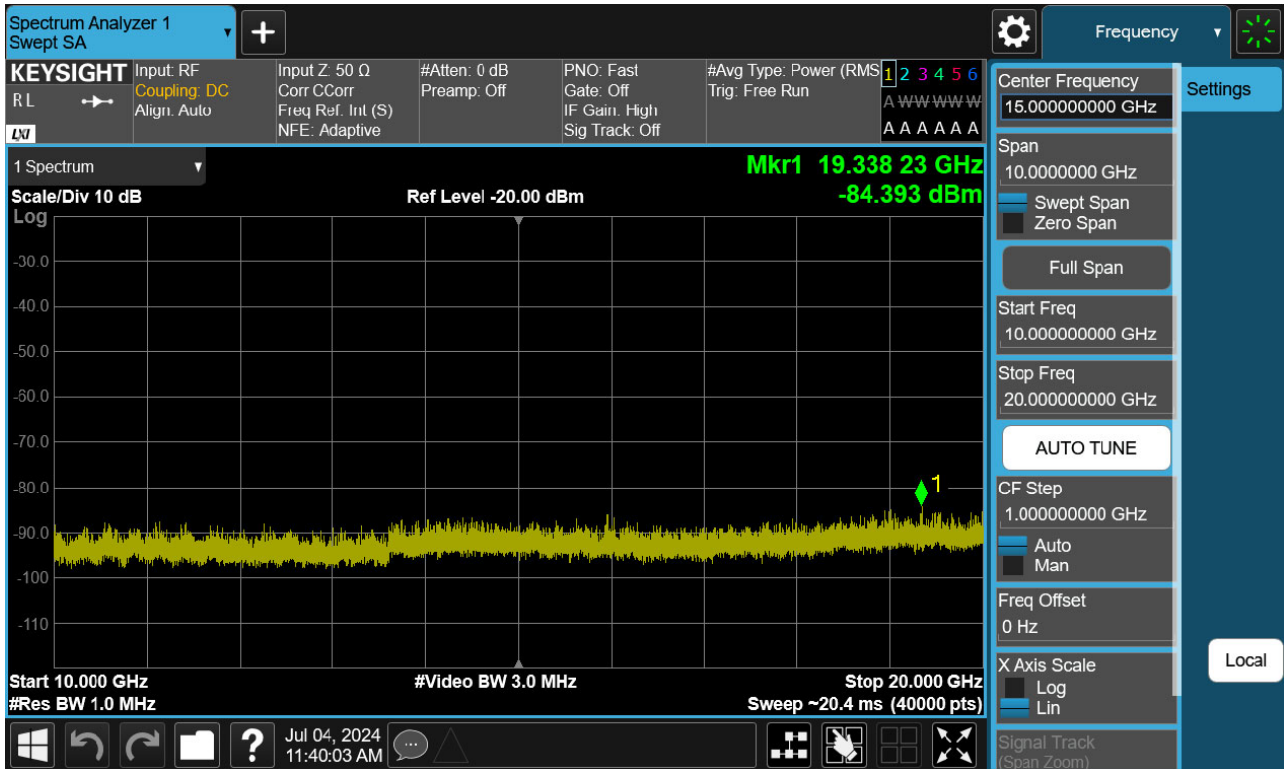 Spectrum Analyzer 1
Swept SA
Frequency
KEYSIGHT
RL
LXI
Input: RF
Coupling: DC
Align: Auto
Input Z: 50 Ω
Corr CCorr
Freq Ref: Int (S)
NFE: Adaptive
#Atten: 0 dB
Preamp: Off
PNO: Fast
Gate: Off
IF Gain: High
Sig Track: Off
#Avg Type: Power (RMS
Trig: Free Run
1 2 3 4 5 6
A W W W W W
A A A A A A
1 Spectrum
Scale/Div 10 dB
Log
Ref Level -20.00 dBm
Mkr1 19.338 23 GHz
-84.393 dBm
-30.0
-40.0
-50.0
-60.0
-70.0
-80.0
-90.0
-100
-110
1
Start 10.000 GHz
#Res BW 1.0 MHz
#Video BW 3.0 MHz
Stop 20.000 GHz
Sweep ~20.4 ms (40000 pts)
Center Frequency
15.000000000 GHz
Span
10.0000000 GHz
Swept Span
Zero Span
Full Span
Start Freq
10.000000000 GHz
Stop Freq
20.000000000 GHz
AUTO TUNE
CF Step
1.000000000 GHz
Auto
Man
Freq Offset
0 Hz
X Axis Scale
Log
Lin
Signal Track
(Span Zoom)
Settings
Local
?
Jul 04, 2024
11:40:03 AM